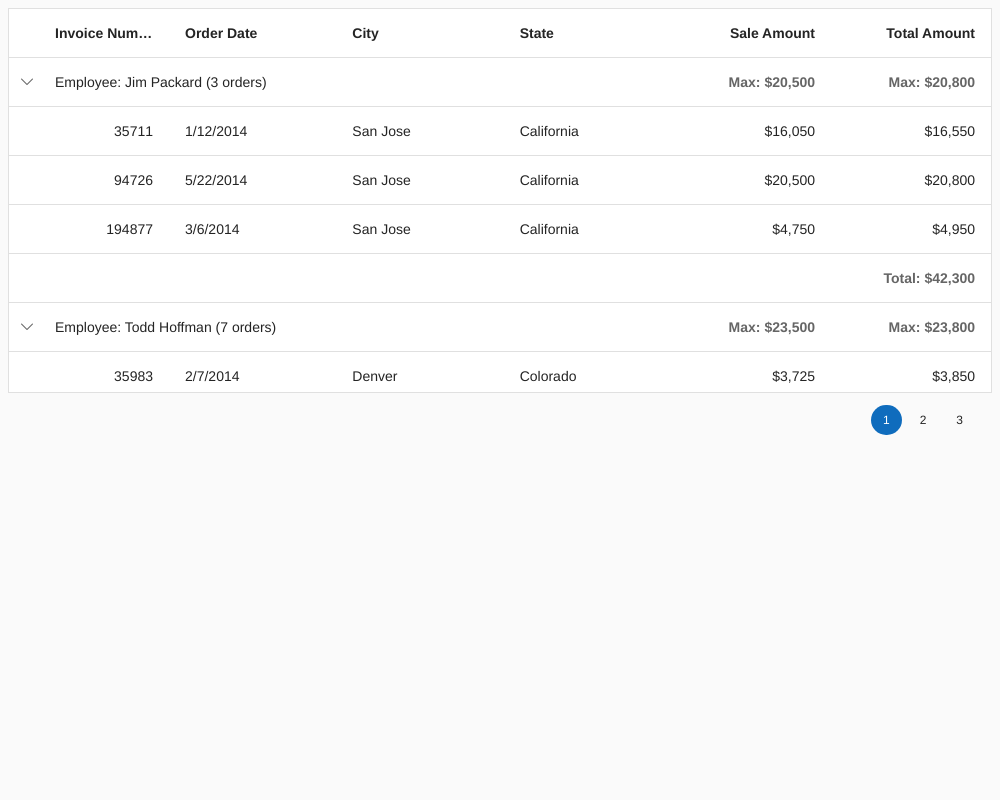 Invoice Num… Order Date City State Sale Amount Total Amount
Employee: Jim Packard (3 orders) Max: $20,500 Max: $20,800
35711 1/12/2014 San Jose California $16,050 $16,550
94726 5/22/2014 San Jose California $20,500 $20,800
194877 3/6/2014 San Jose California $4,750 $4,950
Total: $42,300
Employee: Todd Hoffman (7 orders) Max: $23,500 Max: $23,800
35983 2/7/2014 Denver Colorado $3,725 $3,850
1 2 3